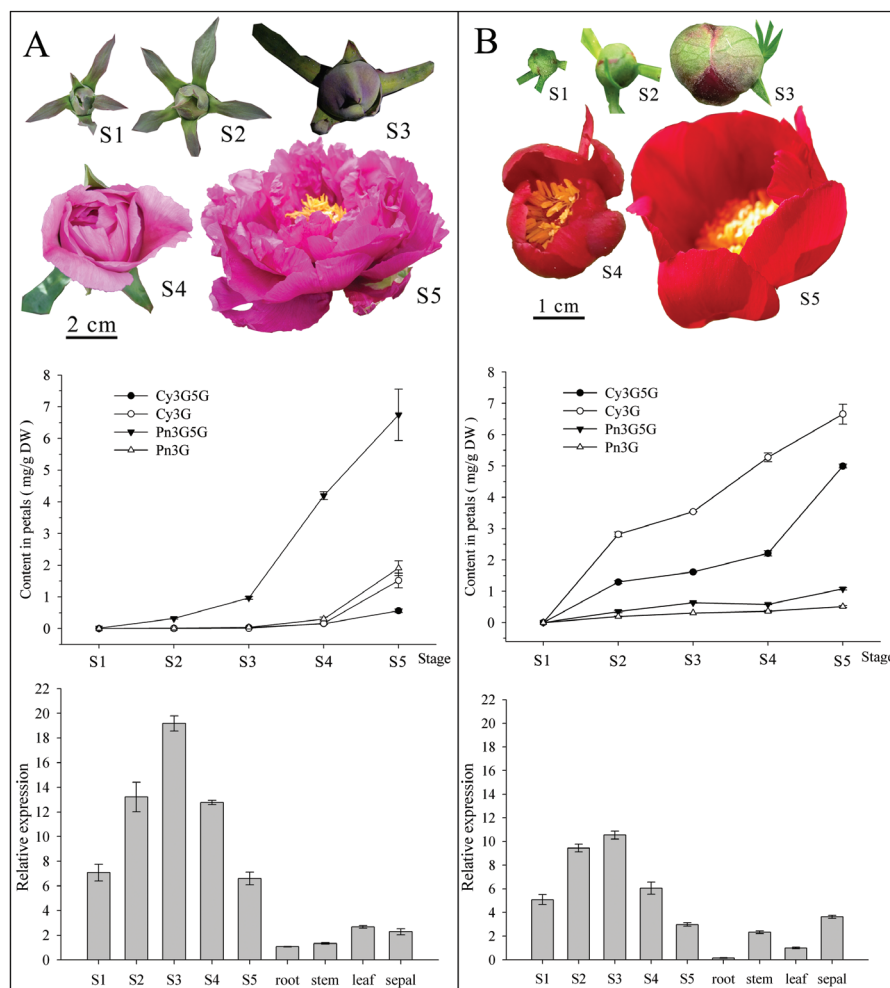 A
S1
S2
S3
S4
S5
2 cm
B
S1
S2
S3
S4
S5
1 cm
Content in petals ( mg/g DW )
8
7
6
5
4
3
2
1
0
Cy3G5G
Cy3G
Pn3G5G
Pn3G
S1 S2 S3 S4 S5 Stage
Content in petals ( mg/g DW )
8
7
6
5
4
3
2
1
0
Cy3G5G
Cy3G
Pn3G5G
Pn3G
S1 S2 S3 S4 S5 Stage
Relative expression
22
20
18
16
14
12
10
8
6
4
2
0
S1 S2 S3 S4 S5 root stem leaf sepal
Relative expression
22
20
18
16
14
12
10
8
6
4
2
0
S1 S2 S3 S4 S5 root stem leaf sepal